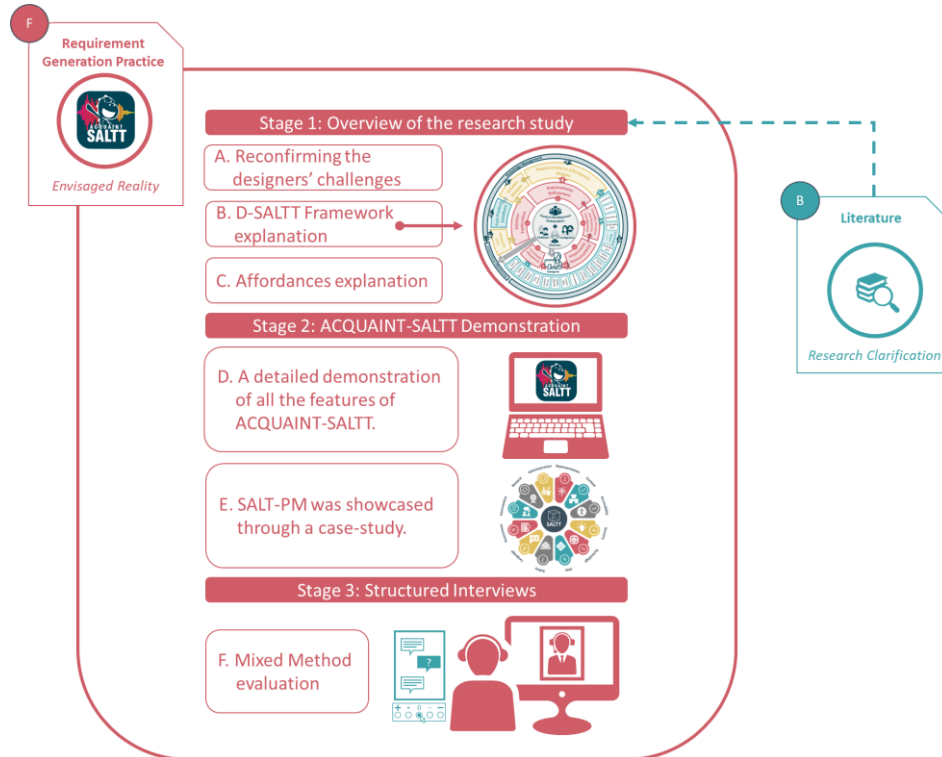 F
Requirement
Generation Practice
ACQUAINT
SALTT
Envisaged Reality
Stage 1: Overview of the research study
A. Reconfirming the
designers' challenges
B. D-SALTT Framework
explanation
C. Affordances explanation
B
Literature
Research Clarification
Stage 2: ACQUAINT-SALTT Demonstration
D. A detailed demonstration
of all the features of
ACQUAINT-SALTT.
ACQUAINT
SALTT
E. SALT-PM was showcased
through a case-study.
SALTT
Stage 3: Structured Interviews
F. Mixed Method
evaluation
?